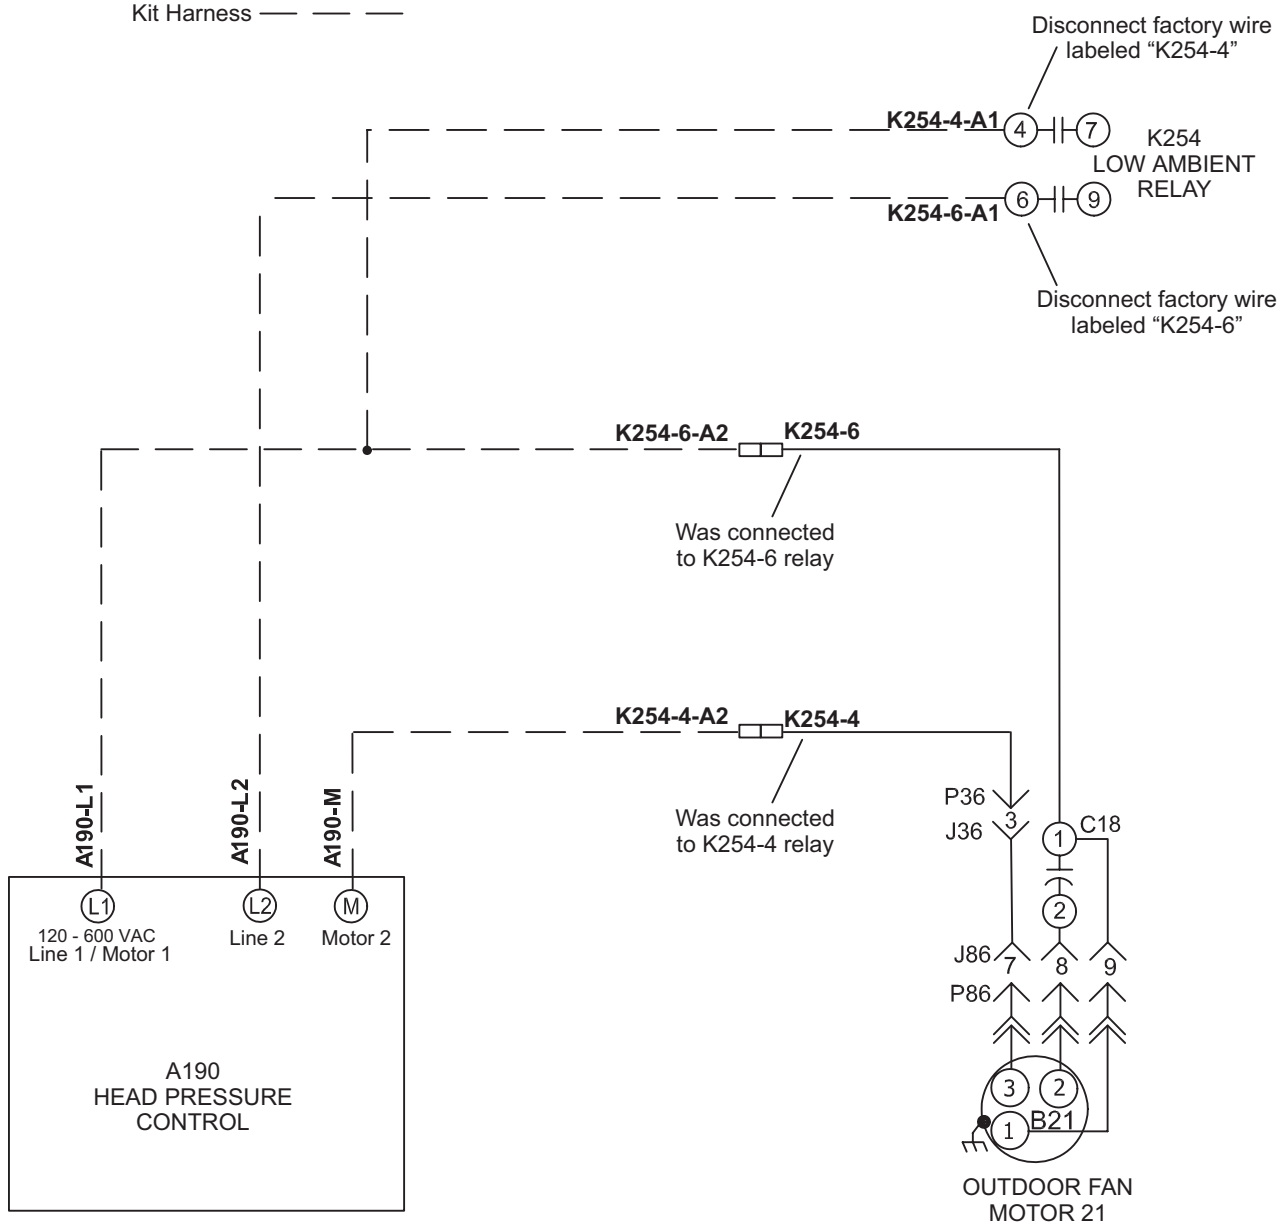 Kit Harness
Disconnect factory wire
labeled “K254-4”
K254-4-A1
4
7
K254
LOW AMBIENT
RELAY
K254-6-A1
6
9
Disconnect factory wire
labeled “K254-6”
K254-6-A2
K254-6
Was connected
to K254-6 relay
K254-4-A2
K254-4
Was connected
to K254-4 relay
A190-L1
A190-L2
A190-M
P36
3
J36
1
C18
2
L1
L2
M
120 - 600 VAC
Line 1 / Motor 1
Line 2
Motor 2
J86
7
8
9
P86
A190
HEAD PRESSURE
CONTROL
3
2
1
B21
OUTDOOR FAN
MOTOR 21